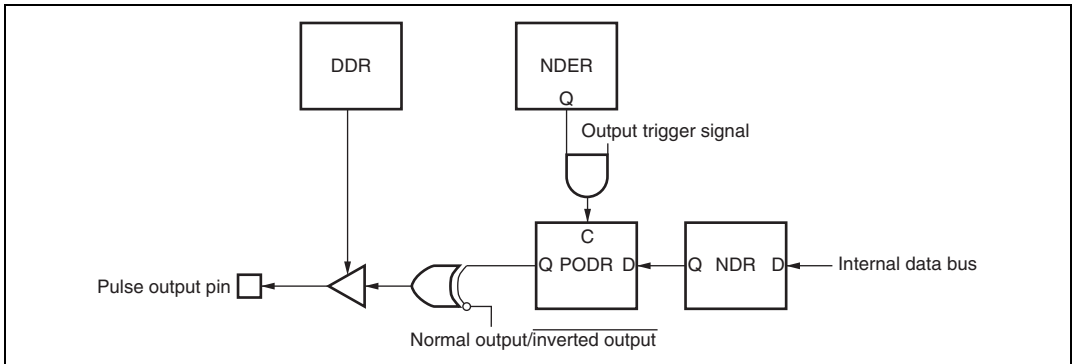 DDR
NDER
Q
Output trigger signal
C
Q PODR D
Q NDR D
Internal data bus
Pulse output pin
Normal output/inverted output